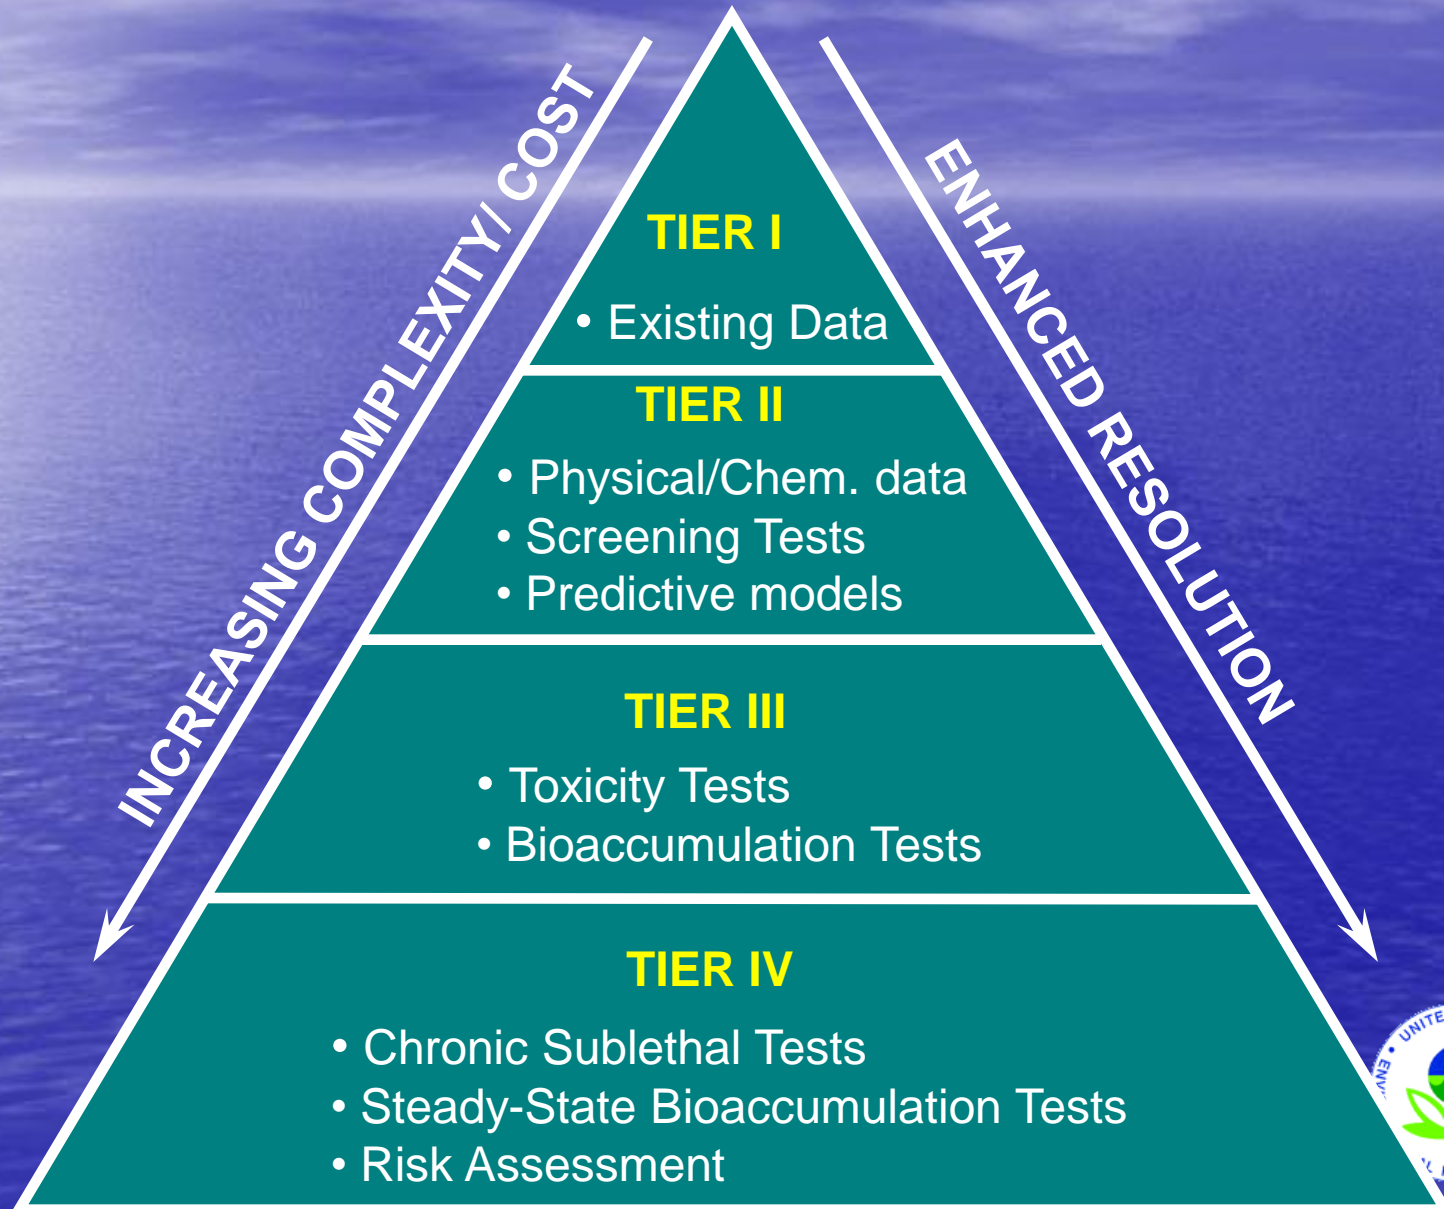 INCREASING COMPLEXITY/ COST
ENHANCED RESOLUTION
TIER I
• Existing Data
TIER II
• Physical/Chem. data
• Screening Tests
• Predictive models
TIER III
• Toxicity Tests
• Bioaccumulation Tests
TIER IV
• Chronic Sublethal Tests
• Steady-State Bioaccumulation Tests
• Risk Assessment